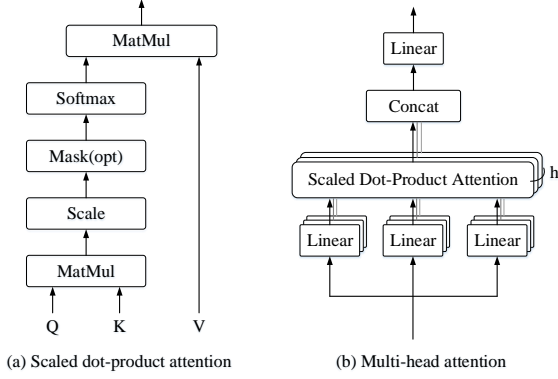 MatMul
Softmax
Mask(opt)
Scale
MatMul
Q K V
(a) Scaled dot-product attention
Linear
Concat
Scaled Dot-Product Attention h
Linear Linear Linear
(b) Multi-head attention